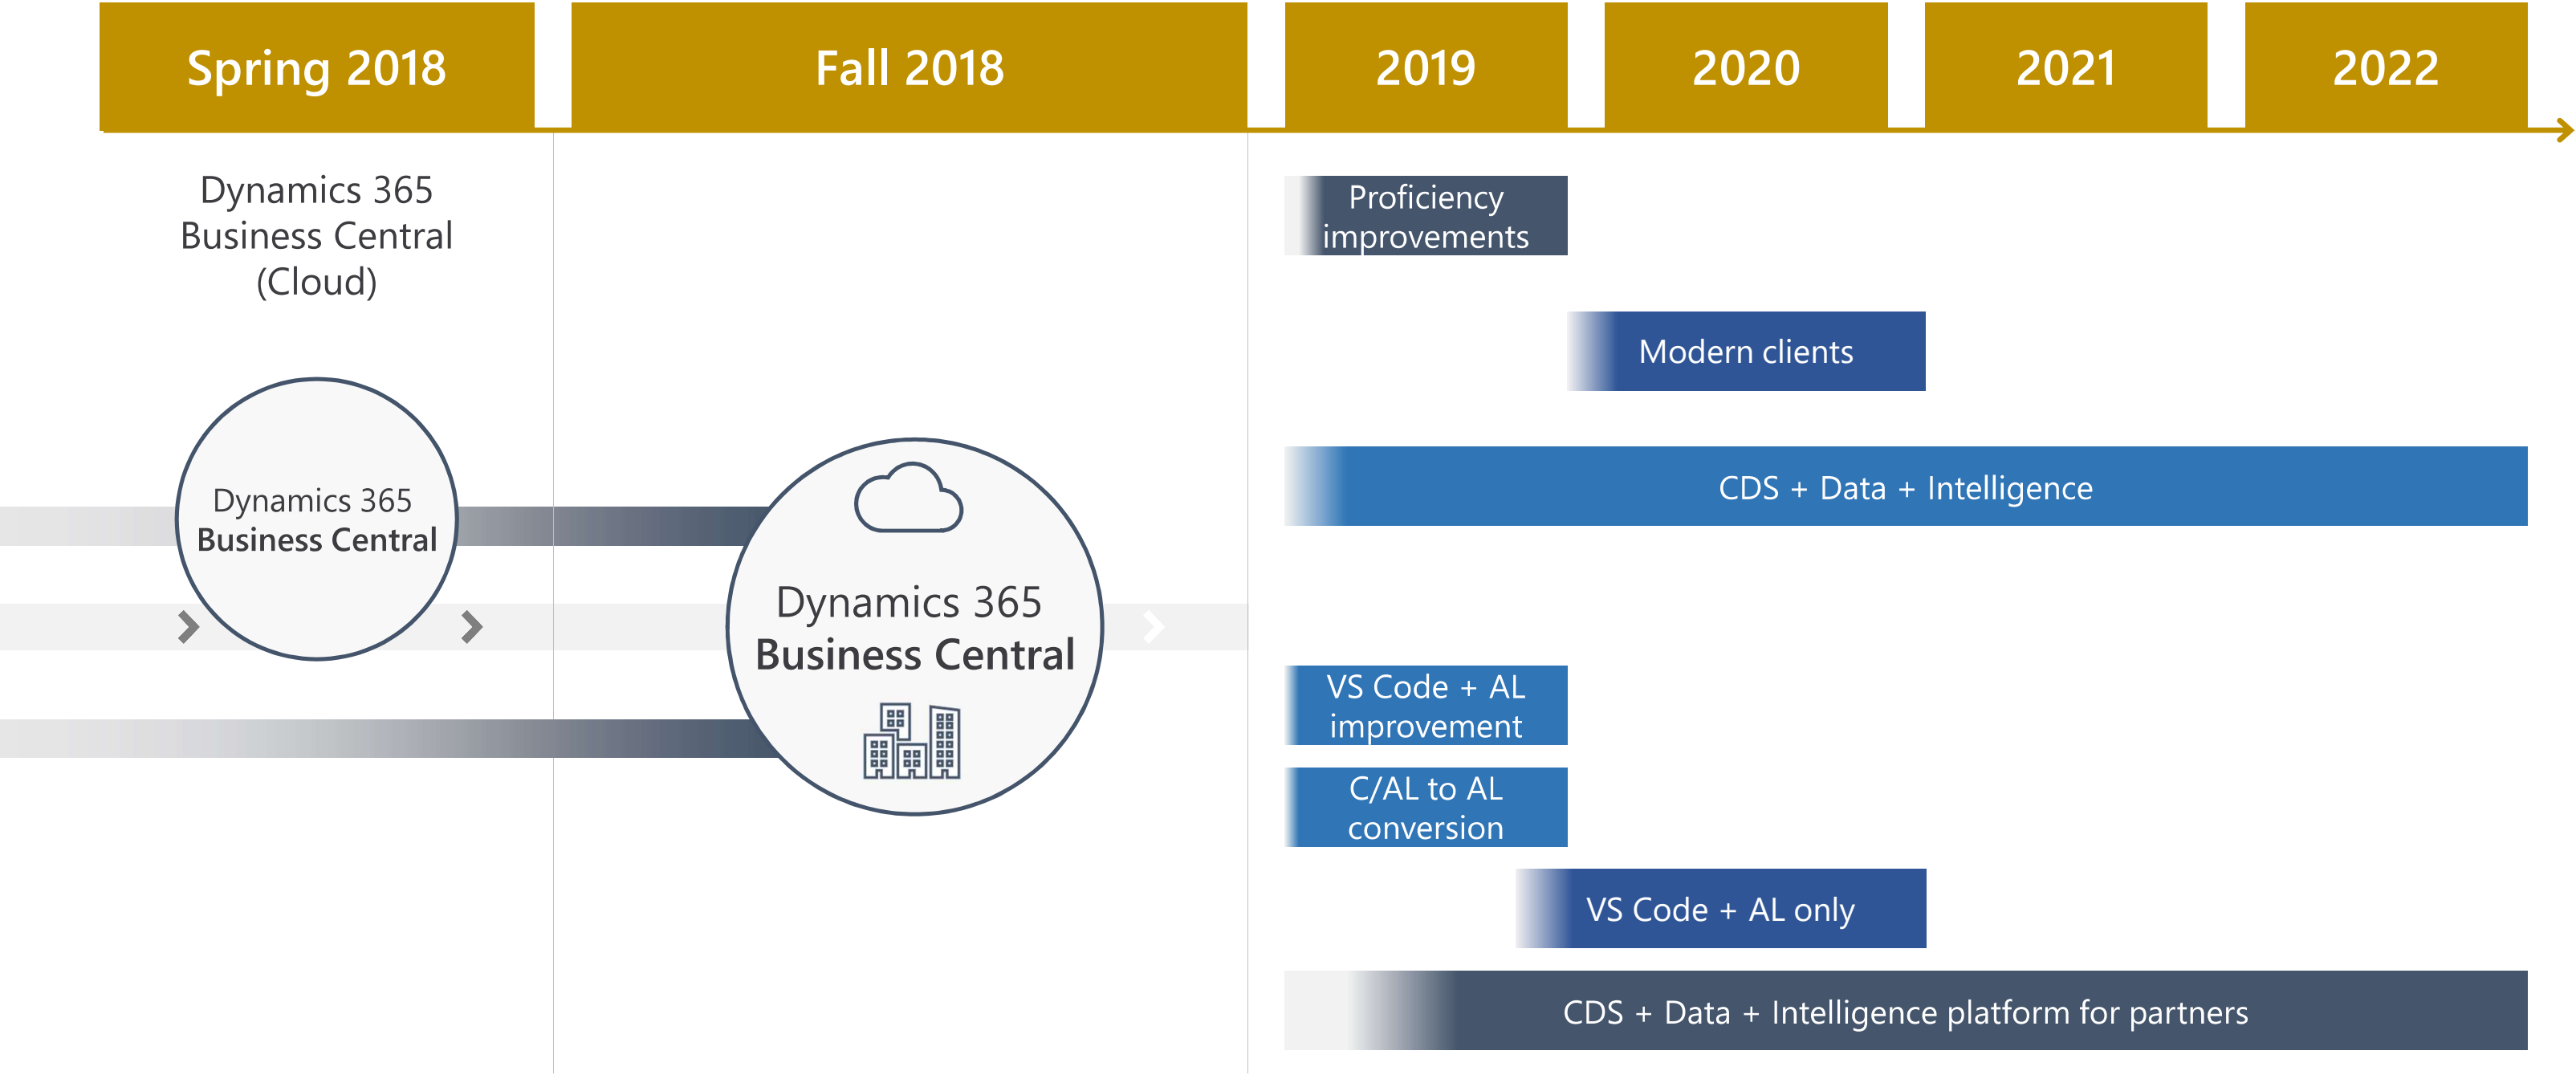 Spring 2018
Fall 2018
2019
2020
2021
2022
Dynamics 365
Business Central
(Cloud)
Dynamics 365
Business Central
Dynamics 365
Business Central
Proficiency
improvements
Modern clients
CDS + Data + Intelligence
VS Code + AL
improvement
C/AL to AL
conversion
VS Code + AL only
CDS + Data + Intelligence platform for partners